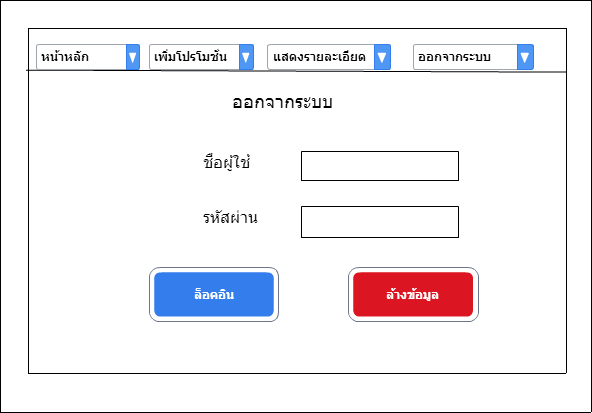 หน้าหลัก เพิ่มโปรโมชั่น แสดงรายละเอียด ออกจากระบบ
ออกจากระบบ
ชื่อผู้ใช้
รหัสผ่าน
ล็อคอิน ล้างข้อมูล